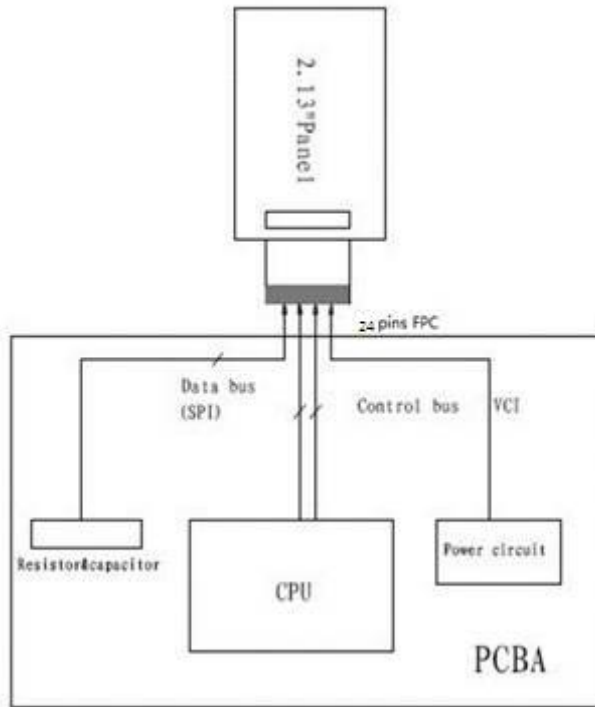 2.13"Panel
24 pins FPC
Data bus
(SPI)
Control bus
VCI
Resistor&capacitor
CPU
Power circuit
PCBA